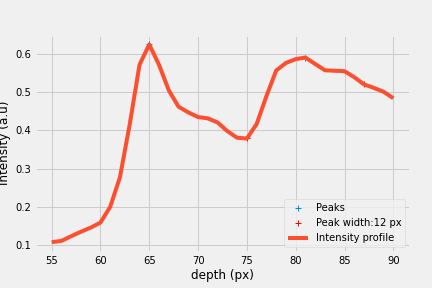 0.6
0.5
0.4
0.3
0.2
0.1
intensity (a.u)
55 60 65 70 75 80 85 90
depth (px)
Peaks
Peak width:12 px
Intensity profile